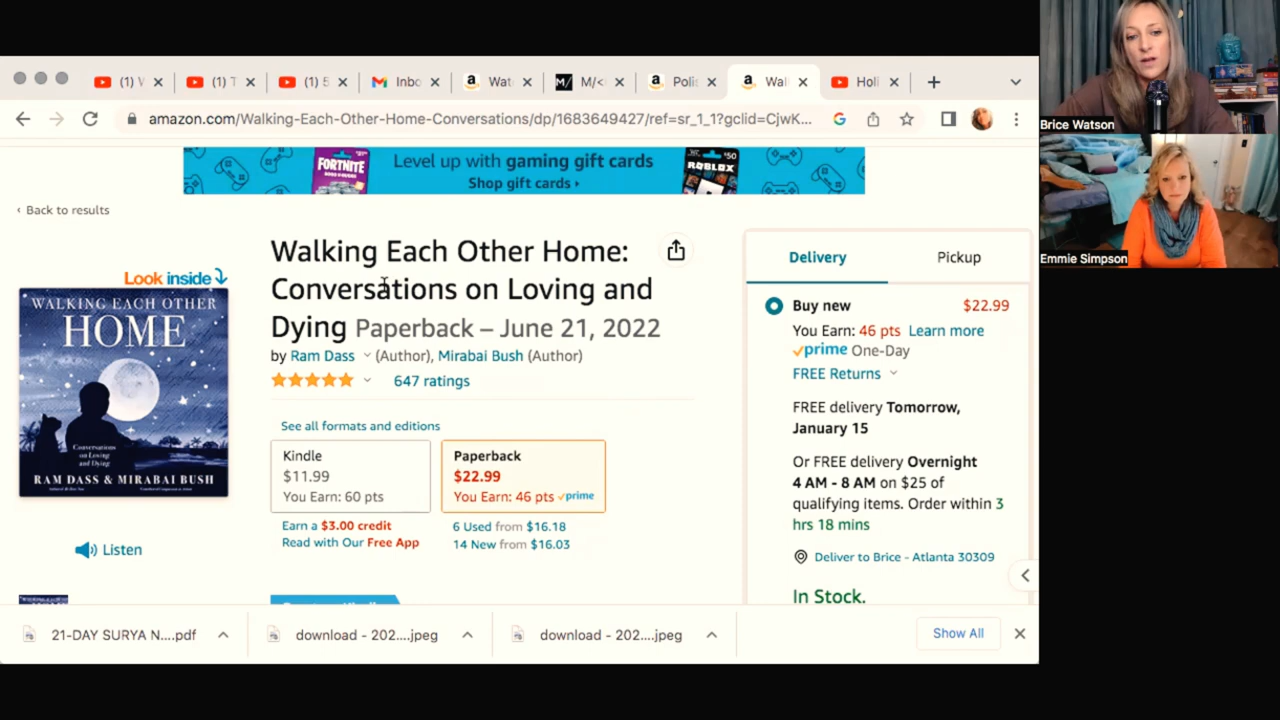 (1) V
(1) T
(1) 5
Inbo
Wat
M/<
Polis
Wal
Holi
amazon.com/Walking-Each-Other-Home-Conversations/dp/1683649427/ref=sr_1_1?gclid=CjwK...
Level up with gaming gift cards
Shop gift cards ›
FORTNITE
$50
ROBLOX
‹ Back to results
Look inside
WALKING EACH OTHER
HOME
Conversations
on Loving
and Dying
RAM DASS & MIRABAI BUSH
Listen
Walking Each Other Home:
Conversations on Loving and
Dying Paperback – June 21, 2022
by Ram Dass (Author), Mirabai Bush (Author)
647 ratings
See all formats and editions
Kindle
$11.99
You Earn: 60 pts
Earn a $3.00 credit
Read with Our Free App
Paperback
$22.99
You Earn: 46 pts prime
6 Used from $16.18
14 New from $16.03
Delivery
Pickup
Buy new $22.99
You Earn: 46 pts Learn more
prime One-Day
FREE Returns
FREE delivery Tomorrow,
January 15
Or FREE delivery Overnight
4 AM - 8 AM on $25 of
qualifying items. Order within 3
hrs 18 mins
Deliver to Brice - Atlanta 30309
In Stock.
21-DAY SURYA N....pdf
download - 202....jpeg
download - 202....jpeg
Show All
Brice Watson
Emmie Simpson